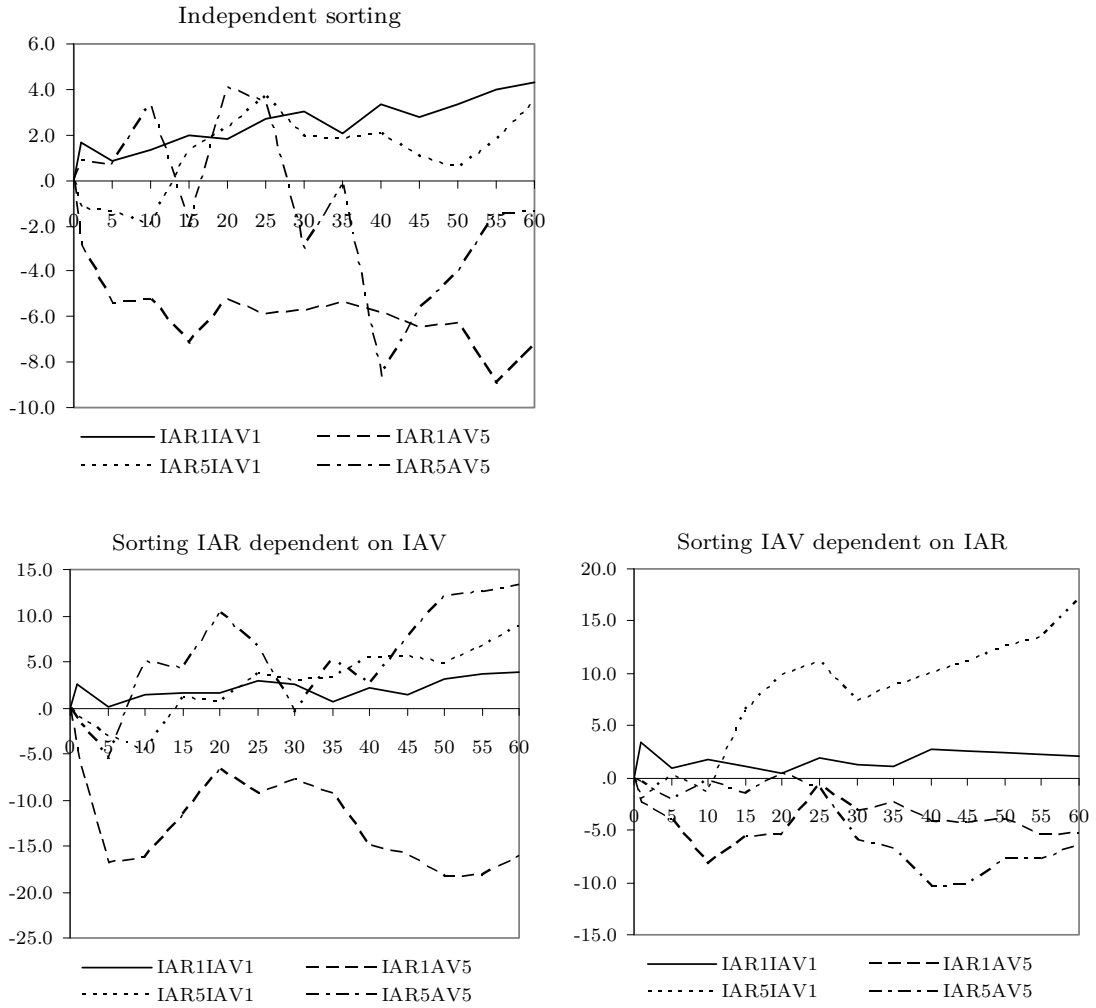 Independent sorting
6.0
4.0
2.0
.0
0 5 10 15 20 25 30 35 40 45 50 55 60
-2.0
-4.0
-6.0
-8.0
-10.0
IAR1IAV1 IAR1AV5
IAR5IAV1 IAR5AV5
Sorting IAR dependent on IAV
15.0
10.0
5.0
.0
0 5 10 15 20 25 30 35 40 45 50 55 60
-5.0
-10.0
-15.0
-20.0
-25.0
IAR1IAV1 IAR1AV5
IAR5IAV1 IAR5AV5
Sorting IAV dependent on IAR
20.0
15.0
10.0
5.0
.0
0 5 10 15 20 25 30 35 40 45 50 55 60
-5.0
-10.0
-15.0
IAR1IAV1 IAR1AV5
IAR5IAV1 IAR5AV5